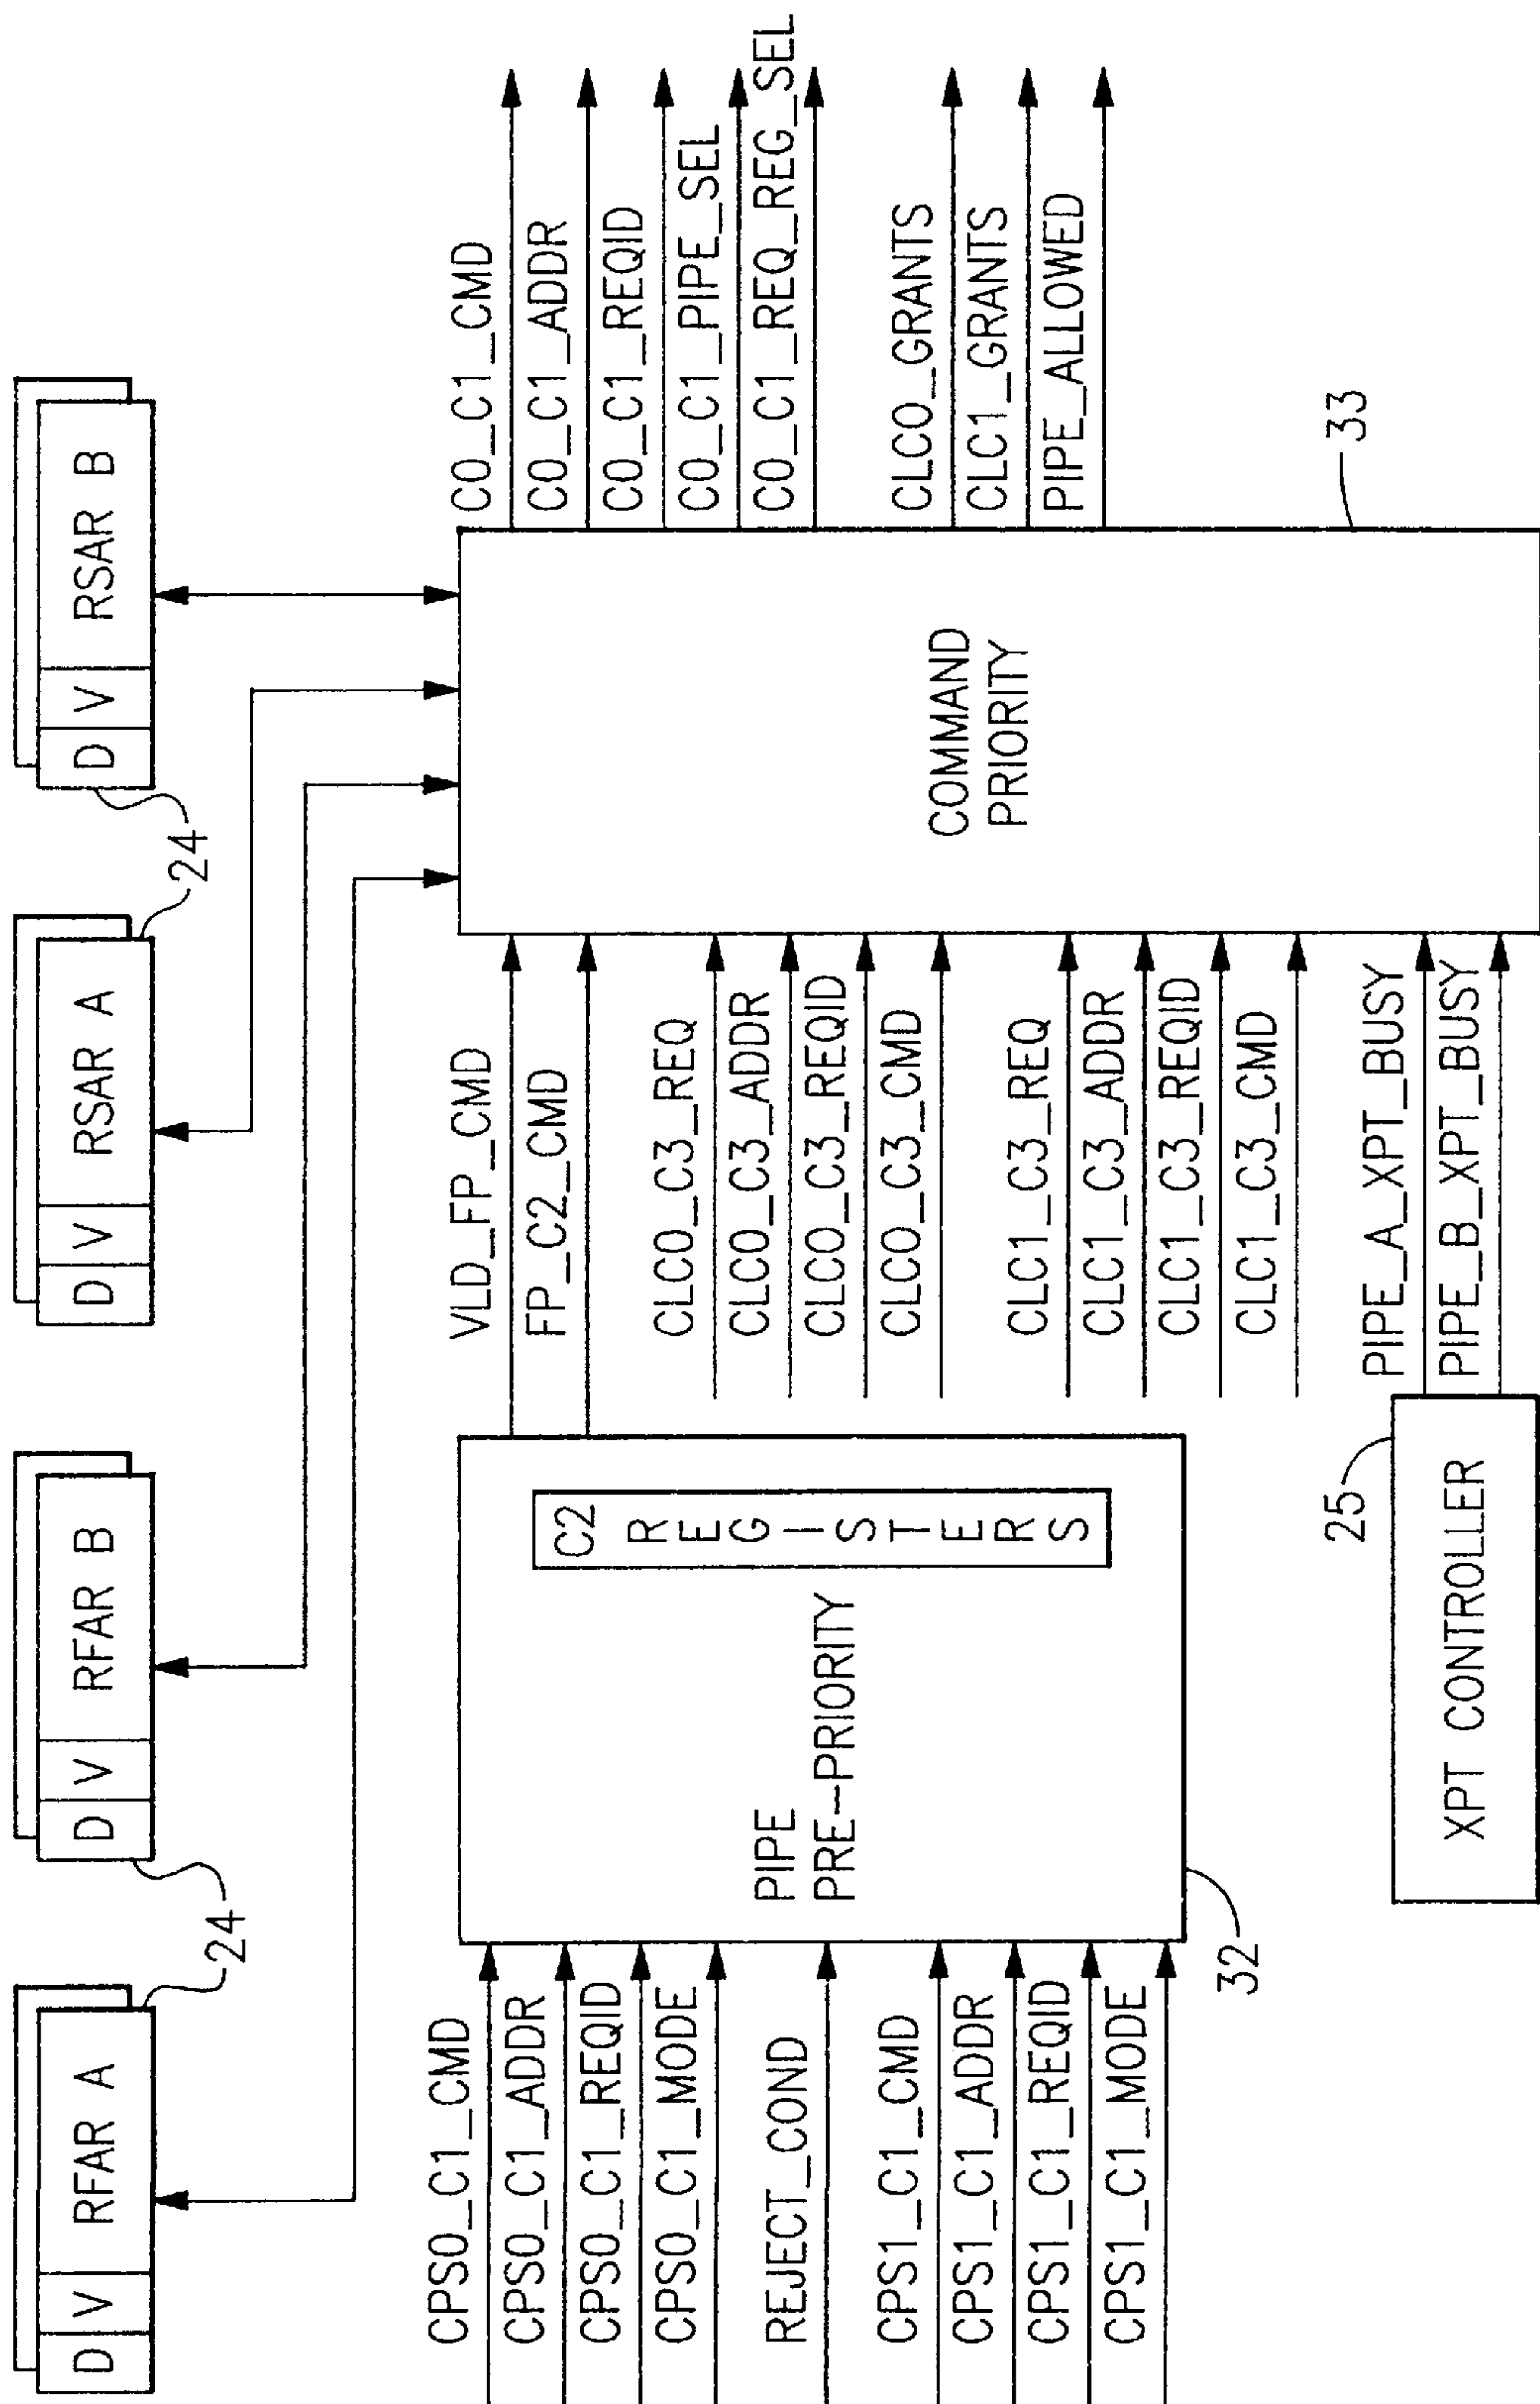 D V RFAR A
D V RFAR B
D V RSAR A
D V RSAR B
24
24
CPS0_C1_CMD
CPS0_C1_ADDR
CPS0_C1_REQID
CPS0_C1_MODE
REJECT_COND
CPS1_C1_CMD
CPS1_C1_ADDR
CPS1_C1_REQID
CPS1_C1_MODE
PIPE
PRE-PRIORITY
C2
REGISTERS
32
VLD_FP_CMD
FP_C2_CMD
CLC0_C3_REQ
CLC0_C3_ADDR
CLC0_C3_REQID
CLC0_C3_CMD
CLC1_C3_REQ
CLC1_C3_ADDR
CLC1_C3_REQID
CLC1_C3_CMD
XPT CONTROLLER
25
PIPE_A_XPT_BUSY
PIPE_B_XPT_BUSY
COMMAND
PRIORITY
33
C0_C1_CMD
C0_C1_ADDR
C0_C1_REQID
C0_C1_PIPE_SEL
C0_C1_REQ_REG_SEL
CLC0_GRANTS
CLC1_GRANTS
PIPE_ALLOWED